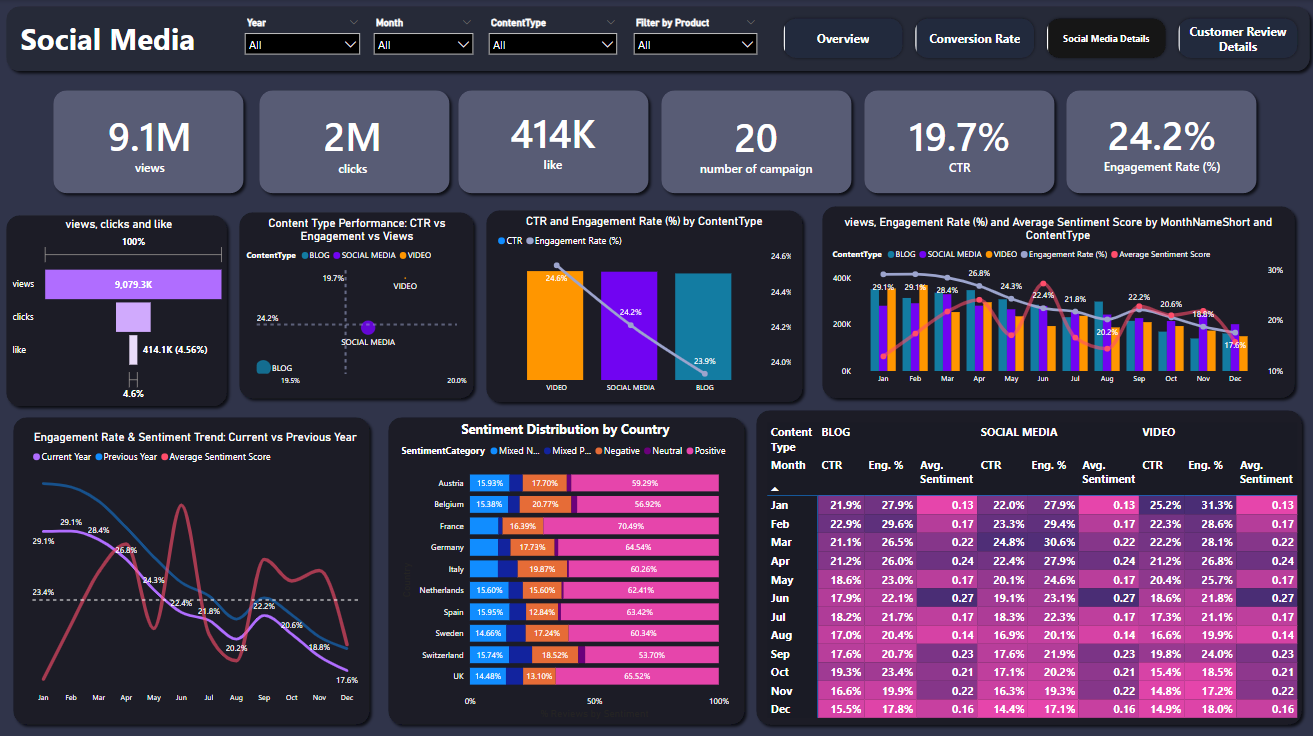 Social Media
Year
Month
ContentType
Filter by Product
All
All
All
All
Overview
Conversion Rate
Social Media Details
Customer Review
Details
9.1M
views
2M
clicks
414K
like
20
number of campaign
19.7%
CTR
24.2%
Engagement Rate (%)
views, clicks and like
100%
views
9,079.3K
clicks
like
414.1K (4.56%)
4.6%
Content Type Performance: CTR vs
Engagement vs Views
ContentType BLOG SOCIAL MEDIA VIDEO
19.7%
VIDEO
24.2%
SOCIAL MEDIA
BLOG
19.5% 20.0%
CTR and Engagement Rate (%) by ContentType
CTR Engagement Rate (%)
24.6%
24.2%
23.9%
24.6%
24.4%
24.2%
24.0%
VIDEO SOCIAL MEDIA BLOG
views, Engagement Rate (%) and Average Sentiment Score by MonthNameShort and
ContentType
ContentType BLOG SOCIAL MEDIA VIDEO Engagement Rate (%) Average Sentiment Score
400K
200K
0K
29.1% 29.1% 28.4% 26.8% 24.3% 22.4% 21.8% 20.2% 22.2% 20.6% 18.8% 17.6%
30%
20%
10%
Jan Feb Mar Apr May Jun Jul Aug Sep Oct Nov Dec
Engagement Rate & Sentiment Trend: Current vs Previous Year
Current Year Previous Year Average Sentiment Score
29.1% 29.1% 28.4% 26.8% 24.3% 22.4% 21.8% 20.2% 22.2% 20.6% 18.8% 17.6%
23.4%
Jan Feb Mar Apr May Jun Jul Aug Sep Oct Nov Dec
Sentiment Distribution by Country
SentimentCategory Mixed N... Mixed P... Negative Neutral Positive
Austria 15.93% 17.70% 59.29%
Belgium 15.38% 20.77% 56.92%
France 16.39% 70.49%
Germany 17.73% 64.54%
Italy 19.87% 60.26%
Netherlands 15.60% 15.60% 62.41%
Spain 15.95% 12.84% 63.42%
Sweden 14.66% 17.24% 60.34%
Switzerland 15.74% 18.52% 53.70%
UK 14.48% 13.10% 65.52%
0% 50% 100%
Content
Type
BLOG SOCIAL MEDIA VIDEO
Month CTR Eng. % Avg.
Sentiment CTR Eng. % Avg.
Sentiment CTR Eng. % Avg.
Sentiment
Jan 21.9% 27.9% 0.13 22.0% 27.9% 0.13 25.2% 31.3% 0.13
Feb 22.9% 29.6% 0.17 23.3% 29.4% 0.17 22.3% 28.6% 0.17
Mar 21.1% 26.5% 0.22 24.8% 30.6% 0.22 22.2% 28.1% 0.22
Apr 21.2% 26.0% 0.24 22.4% 27.9% 0.24 21.2% 26.8% 0.24
May 18.6% 23.0% 0.17 20.1% 24.6% 0.17 20.4% 25.7% 0.17
Jun 17.9% 22.1% 0.27 19.1% 23.1% 0.27 18.6% 21.8% 0.27
Jul 18.2% 21.7% 0.17 18.3% 22.3% 0.17 17.3% 21.1% 0.17
Aug 17.0% 20.4% 0.14 16.9% 20.1% 0.14 16.6% 19.9% 0.14
Sep 17.6% 20.7% 0.23 17.6% 21.9% 0.23 19.8% 24.0% 0.23
Oct 19.3% 23.4% 0.21 17.1% 20.2% 0.21 15.4% 18.5% 0.21
Nov 16.6% 19.9% 0.22 16.3% 19.3% 0.22 14.8% 17.2% 0.22
Dec 15.5% 17.8% 0.16 14.4% 17.1% 0.16 14.9% 18.0% 0.16